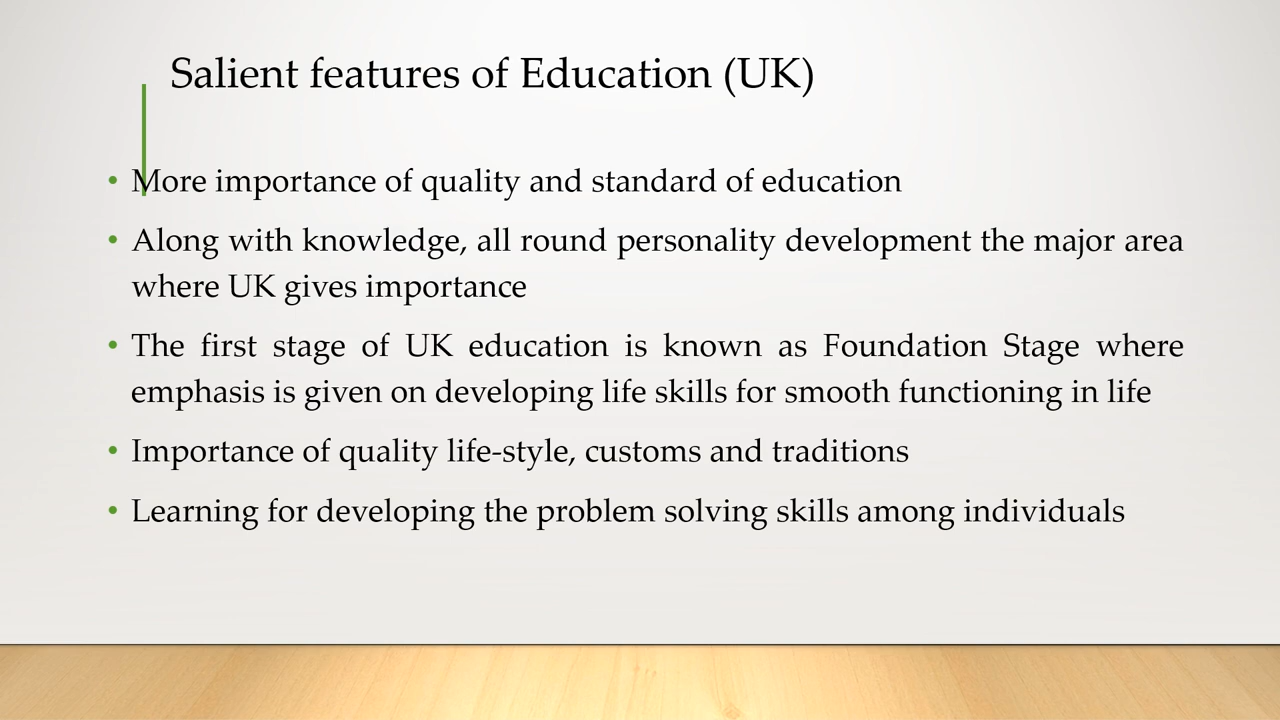 Salient features of Education (UK)
• More importance of quality and standard of education
• Along with knowledge, all round personality development the major area
where UK gives importance
• The first stage of UK education is known as Foundation Stage where
emphasis is given on developing life skills for smooth functioning in life
• Importance of quality life-style, customs and traditions
• Learning for developing the problem solving skills among individuals